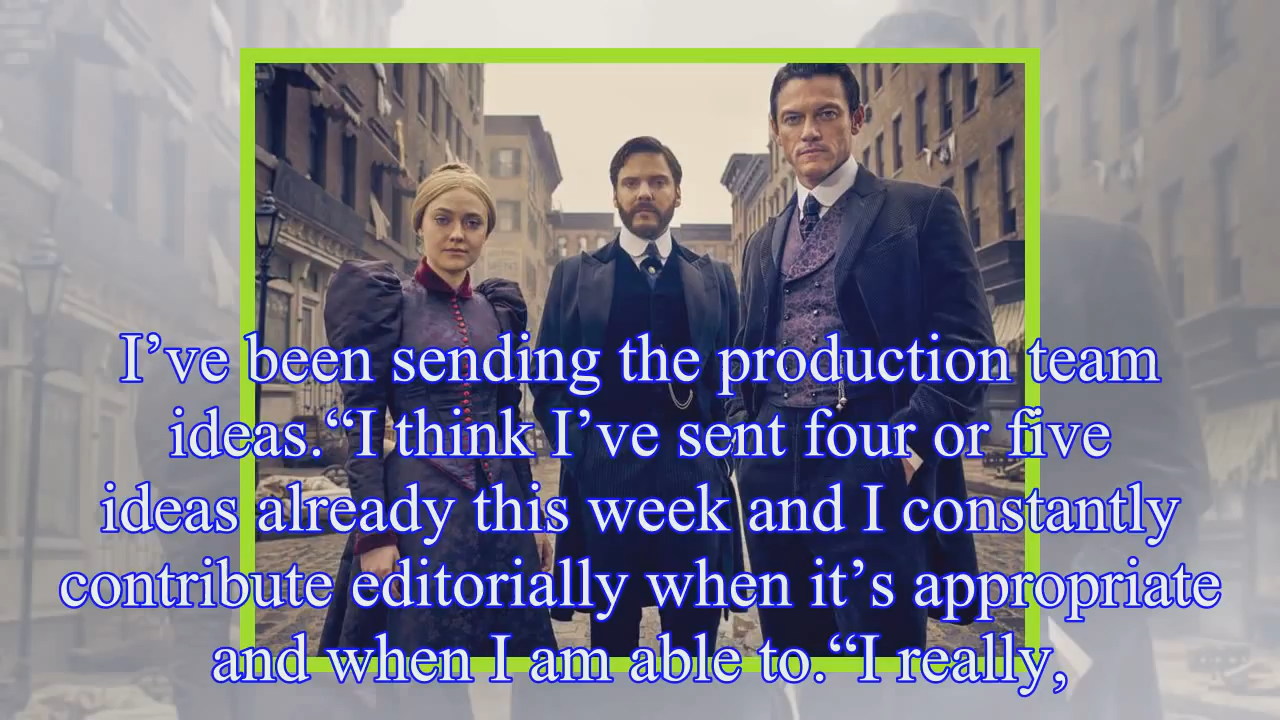 I’ve been sending the production team
ideas.“I think I’ve sent four or five
ideas already this week and I constantly
contribute editorially when it’s appropriate
and when I am able to.“I really,